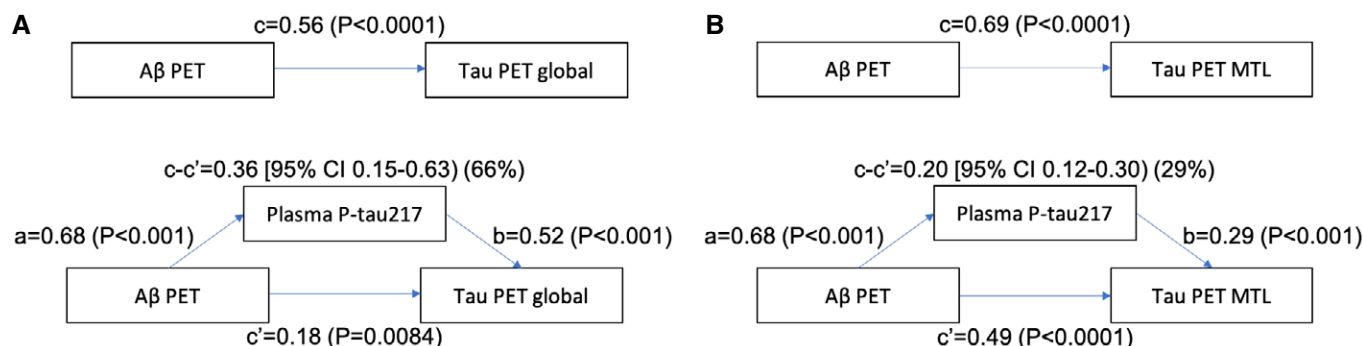 A
c=0.56 (P<0.0001)
Aβ PET
Tau PET global
c-c’=0.36 [95% CI 0.15-0.63) (66%)
Plasma P-tau217
a=0.68 (P<0.001)
b=0.52 (P<0.001)
Aβ PET
Tau PET global
c’=0.18 (P=0.0084)
B
c=0.69 (P<0.0001)
Aβ PET
Tau PET MTL
c-c’=0.20 [95% CI 0.12-0.30) (29%)
Plasma P-tau217
a=0.68 (P<0.001)
b=0.29 (P<0.001)
Aβ PET
Tau PET MTL
c’=0.49 (P<0.0001)